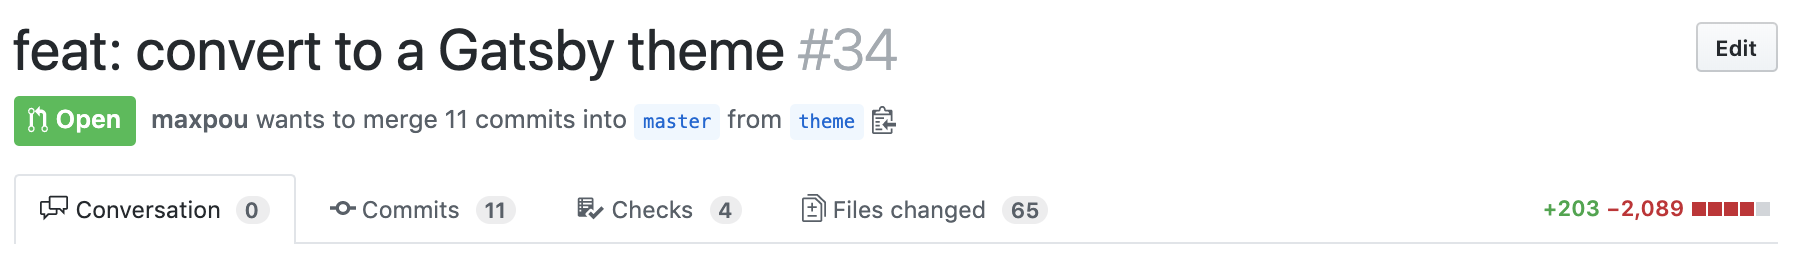 feat: convert to a Gatsby theme #34
Edit
Open maxpou wants to merge 11 commits into master from theme
Conversation 0 Commits 11 Checks 4 Files changed 65 +203 −2,089